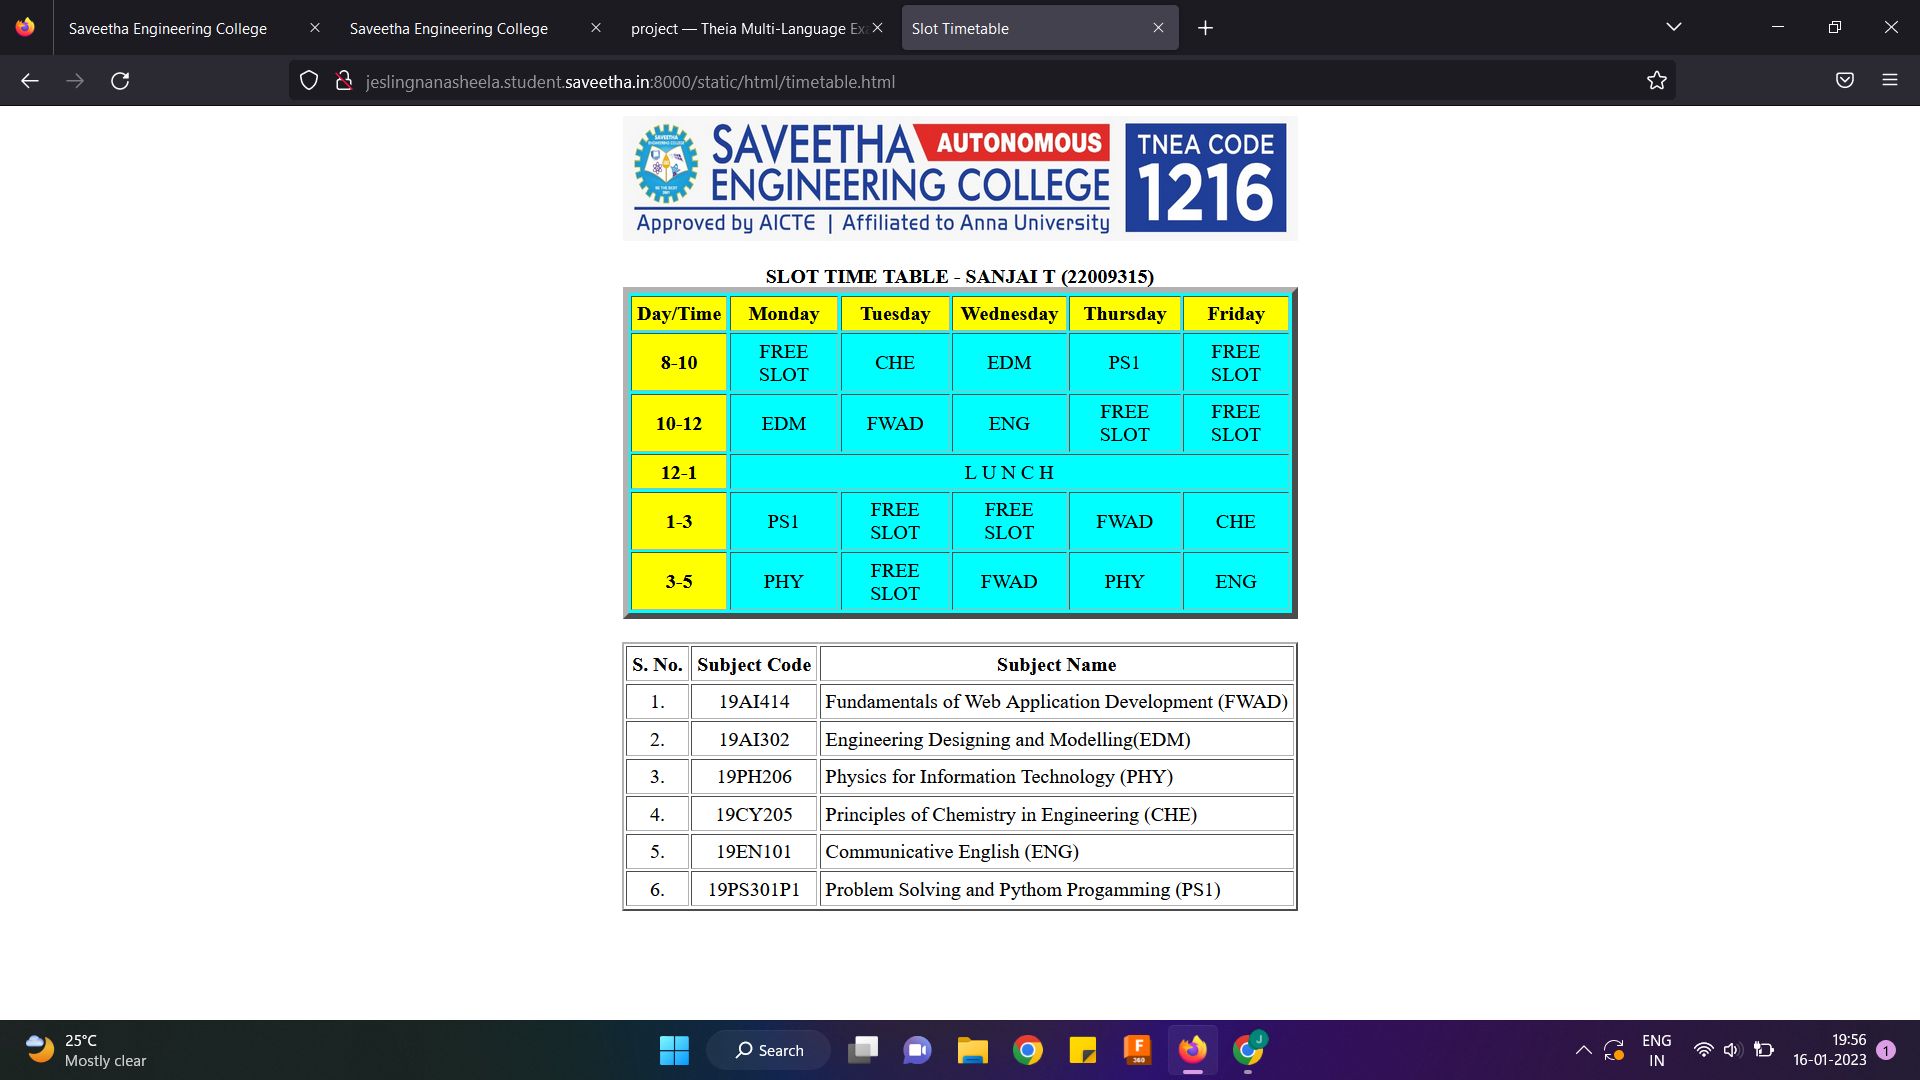 Saveetha Engineering College
Saveetha Engineering College
project — Theia Multi-Language Ex
Slot Timetable
jeslingnanasheela.student.saveetha.in:8000/static/html/timetable.html
SAVEETHA AUTONOMOUS
ENGINEERING COLLEGE
Approved by AICTE | Affiliated to Anna University
TNEA CODE
1216
SLOT TIME TABLE - SANJAI T (22009315)
Day/Time Monday Tuesday Wednesday Thursday Friday
8-10 FREE SLOT CHE EDM PS1 FREE SLOT
10-12 EDM FWAD ENG FREE SLOT FREE SLOT
12-1 L U N C H
1-3 PS1 FREE SLOT FREE SLOT FWAD CHE
3-5 PHY FREE SLOT FWAD PHY ENG
S. No. Subject Code Subject Name
1. 19AI414 Fundamentals of Web Application Development (FWAD)
2. 19AI302 Engineering Designing and Modelling(EDM)
3. 19PH206 Physics for Information Technology (PHY)
4. 19CY205 Principles of Chemistry in Engineering (CHE)
5. 19EN101 Communicative English (ENG)
6. 19PS301P1 Problem Solving and Pythom Progamming (PS1)
25°C
Mostly clear
Search
F
360
J
ENG
IN
19:56
16-01-2023
1